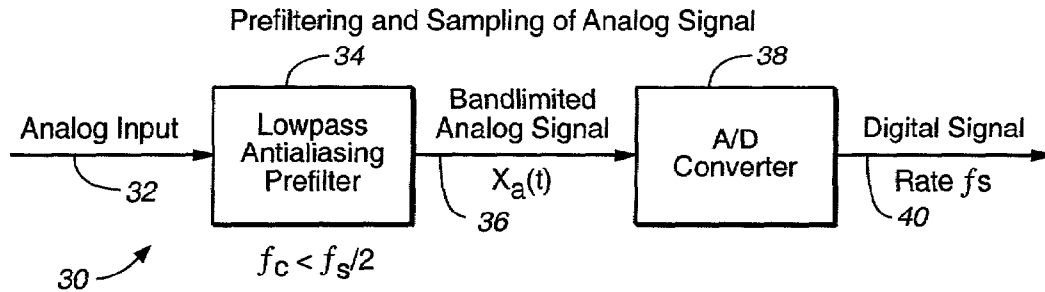 Prefiltering and Sampling of Analog Signal
34
38
Analog Input
32
Lowpass
Antialiasing
Prefilter
Bandlimited
Analog Signal
Xa(t)
36
A/D
Converter
Digital Signal
Rate fs
40
30
fc < fs/2